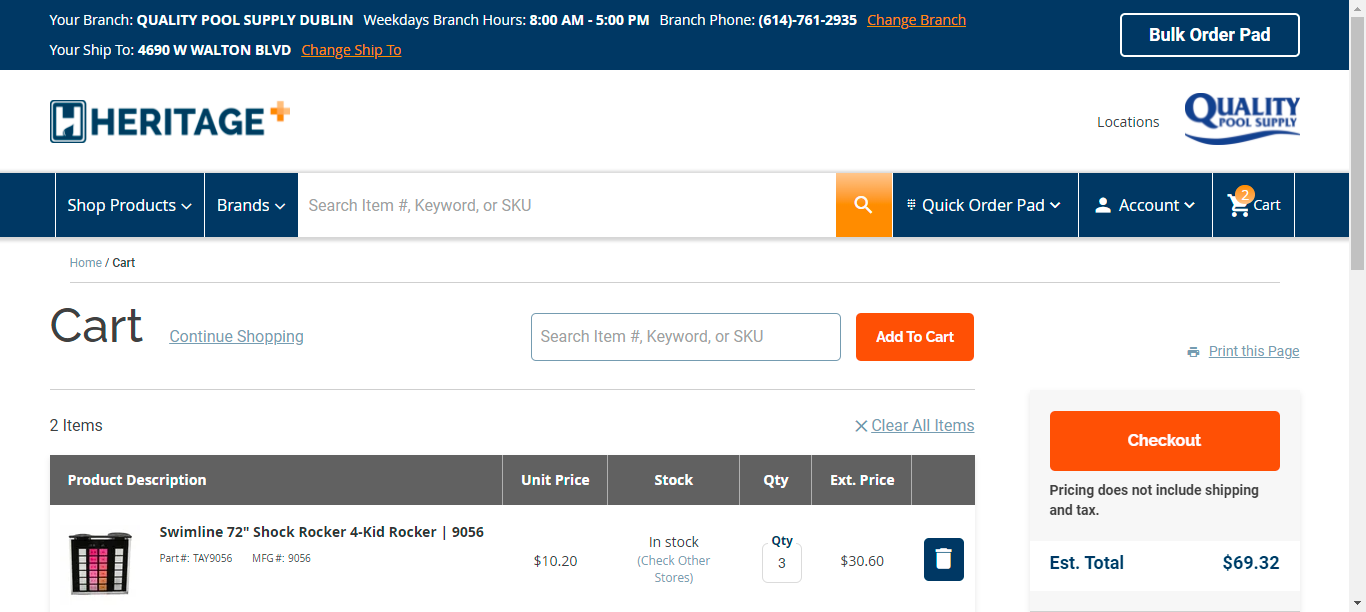 Your Branch: QUALITY POOL SUPPLY DUBLIN Weekdays Branch Hours: 8:00 AM - 5:00 PM Branch Phone: (614)-761-2935 Change Branch
Your Ship To: 4690 W WALTON BLVD Change Ship To
Bulk Order Pad
HERITAGE+
Locations
QUALITY
POOL SUPPLY
Shop Products
Brands
Search Item #, Keyword, or SKU
Quick Order Pad
Account
2
Cart
Home / Cart
Cart
Continue Shopping
Search Item #, Keyword, or SKU
Add To Cart
Print this Page
2 Items
Clear All Items
Product Description Unit Price Stock Qty Ext. Price
Swimline 72" Shock Rocker 4-Kid Rocker | 9056
Part#: TAY9056 MFG#: 9056
$10.20
In stock
(Check Other
Stores)
Qty
3
$30.60
Checkout
Pricing does not include shipping
and tax.
Est. Total $69.32